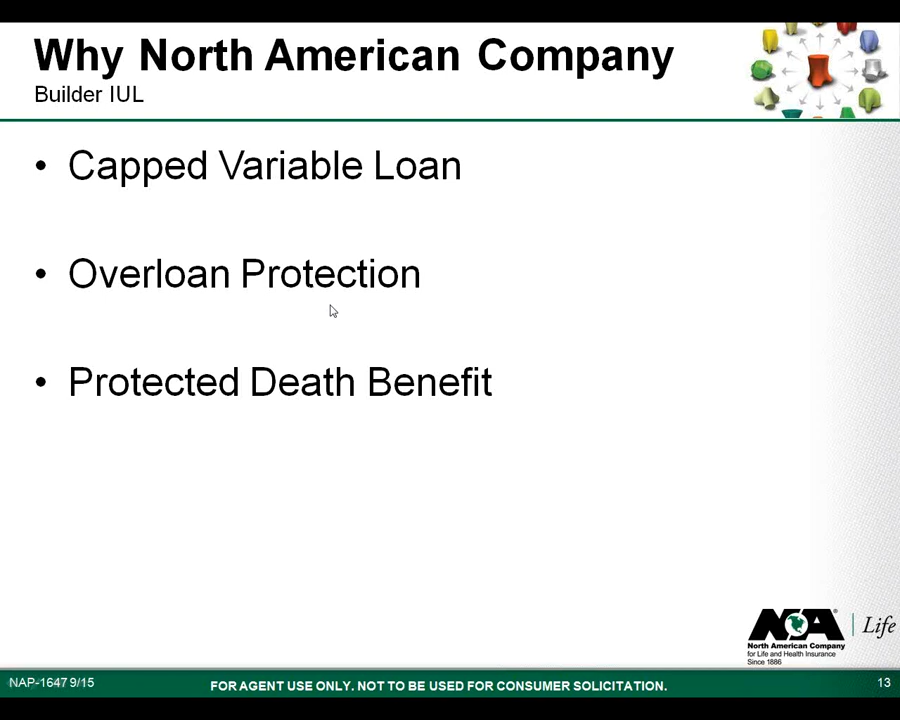 Why North American Company
Builder IUL
• Capped Variable Loan
• Overloan Protection
• Protected Death Benefit
NA® | Life
North American Company
for Life and Health Insurance
Since 1886
NAP-1647 9/15
FOR AGENT USE ONLY. NOT TO BE USED FOR CONSUMER SOLICITATION.
13